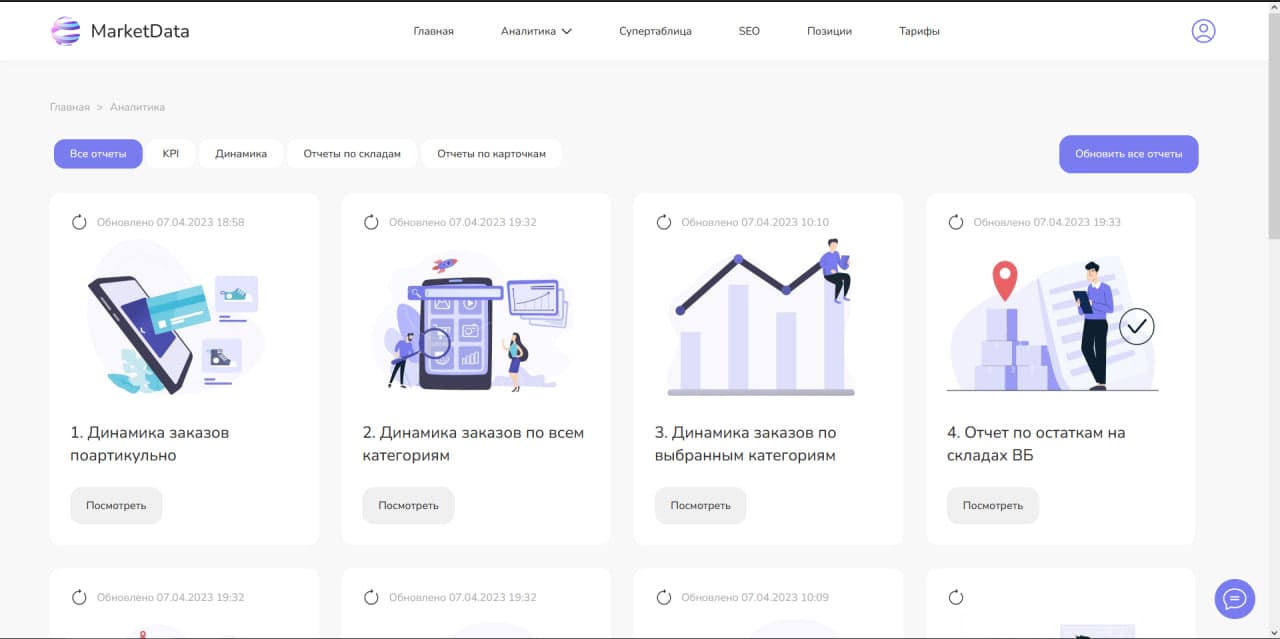 MarketData
Главная
Аналитика
Супертаблица
SEO
Позиции
Тарифы
Главная > Аналитика
Все отчеты
KPI
Динамика
Отчеты по складам
Отчеты по карточкам
Обновить все отчеты
Обновлено 07.04.2023 18:58
1. Динамика заказов
поартикульно
Посмотреть
Обновлено 07.04.2023 19:32
2. Динамика заказов по всем
категориям
Посмотреть
Обновлено 07.04.2023 10:10
3. Динамика заказов по
выбранным категориям
Посмотреть
Обновлено 07.04.2023 19:33
4. Отчет по остаткам на
складах ВБ
Посмотреть
Обновлено 07.04.2023 19:32
Обновлено 07.04.2023 19:32
Обновлено 07.04.2023 10:09